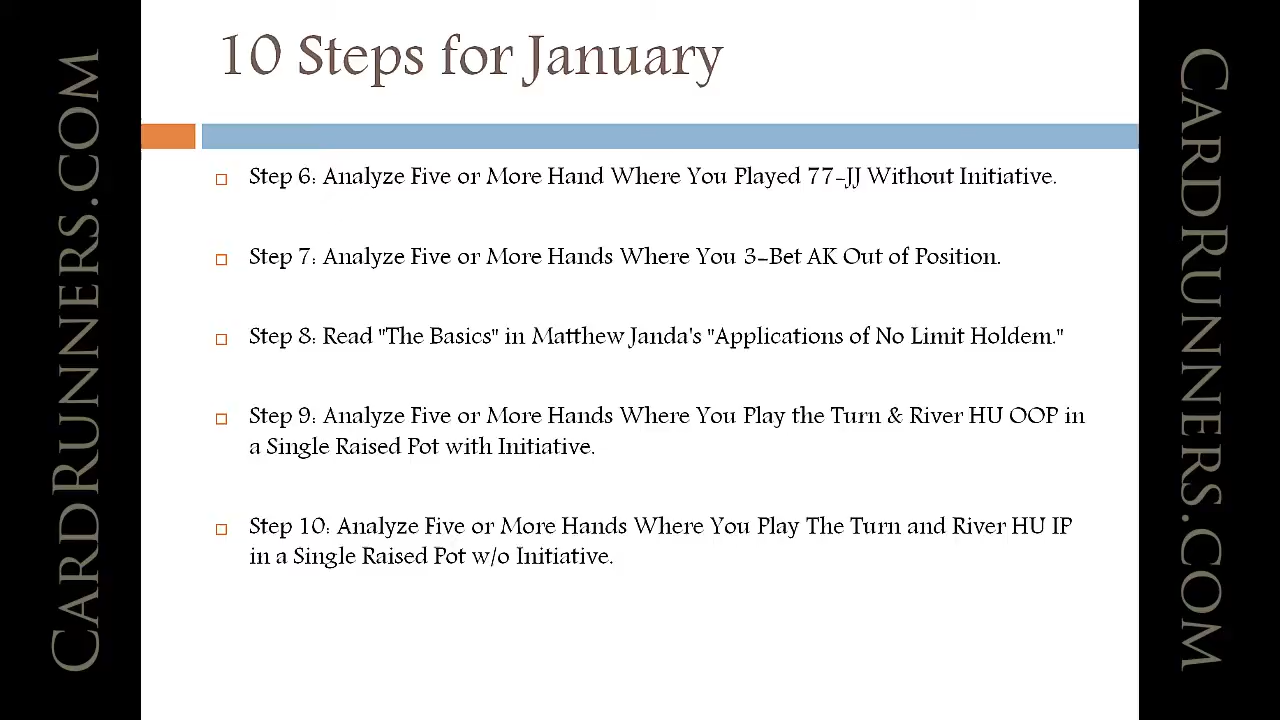 10 Steps for January
Step 6: Analyze Five or More Hand Where You Played 77-JJ Without Initiative.
Step 7: Analyze Five or More Hands Where You 3-Bet AK Out of Position.
Step 8: Read "The Basics" in Matthew Janda's "Applications of No Limit Holdem."
Step 9: Analyze Five or More Hands Where You Play the Turn & River HU OOP in
a Single Raised Pot with Initiative.
Step 10: Analyze Five or More Hands Where You Play The Turn and River HU IP
in a Single Raised Pot w/o Initiative.
CARDRUNNERS.COM
CARDRUNNERS.COM